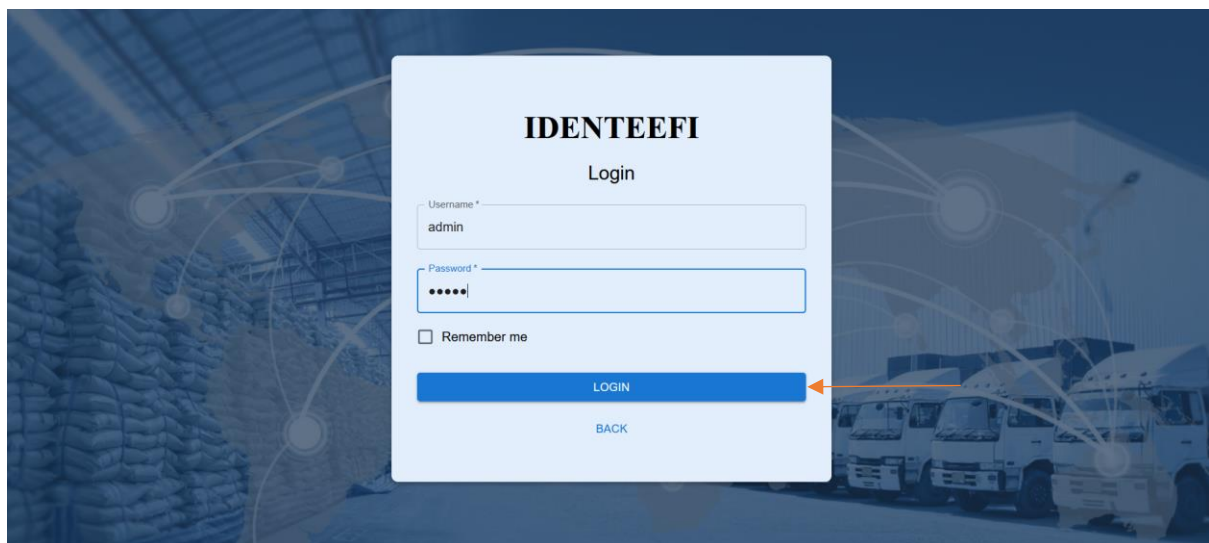 IDENTEEFI
Login
Username *
admin
Password *
•••••
Remember me
LOGIN
BACK